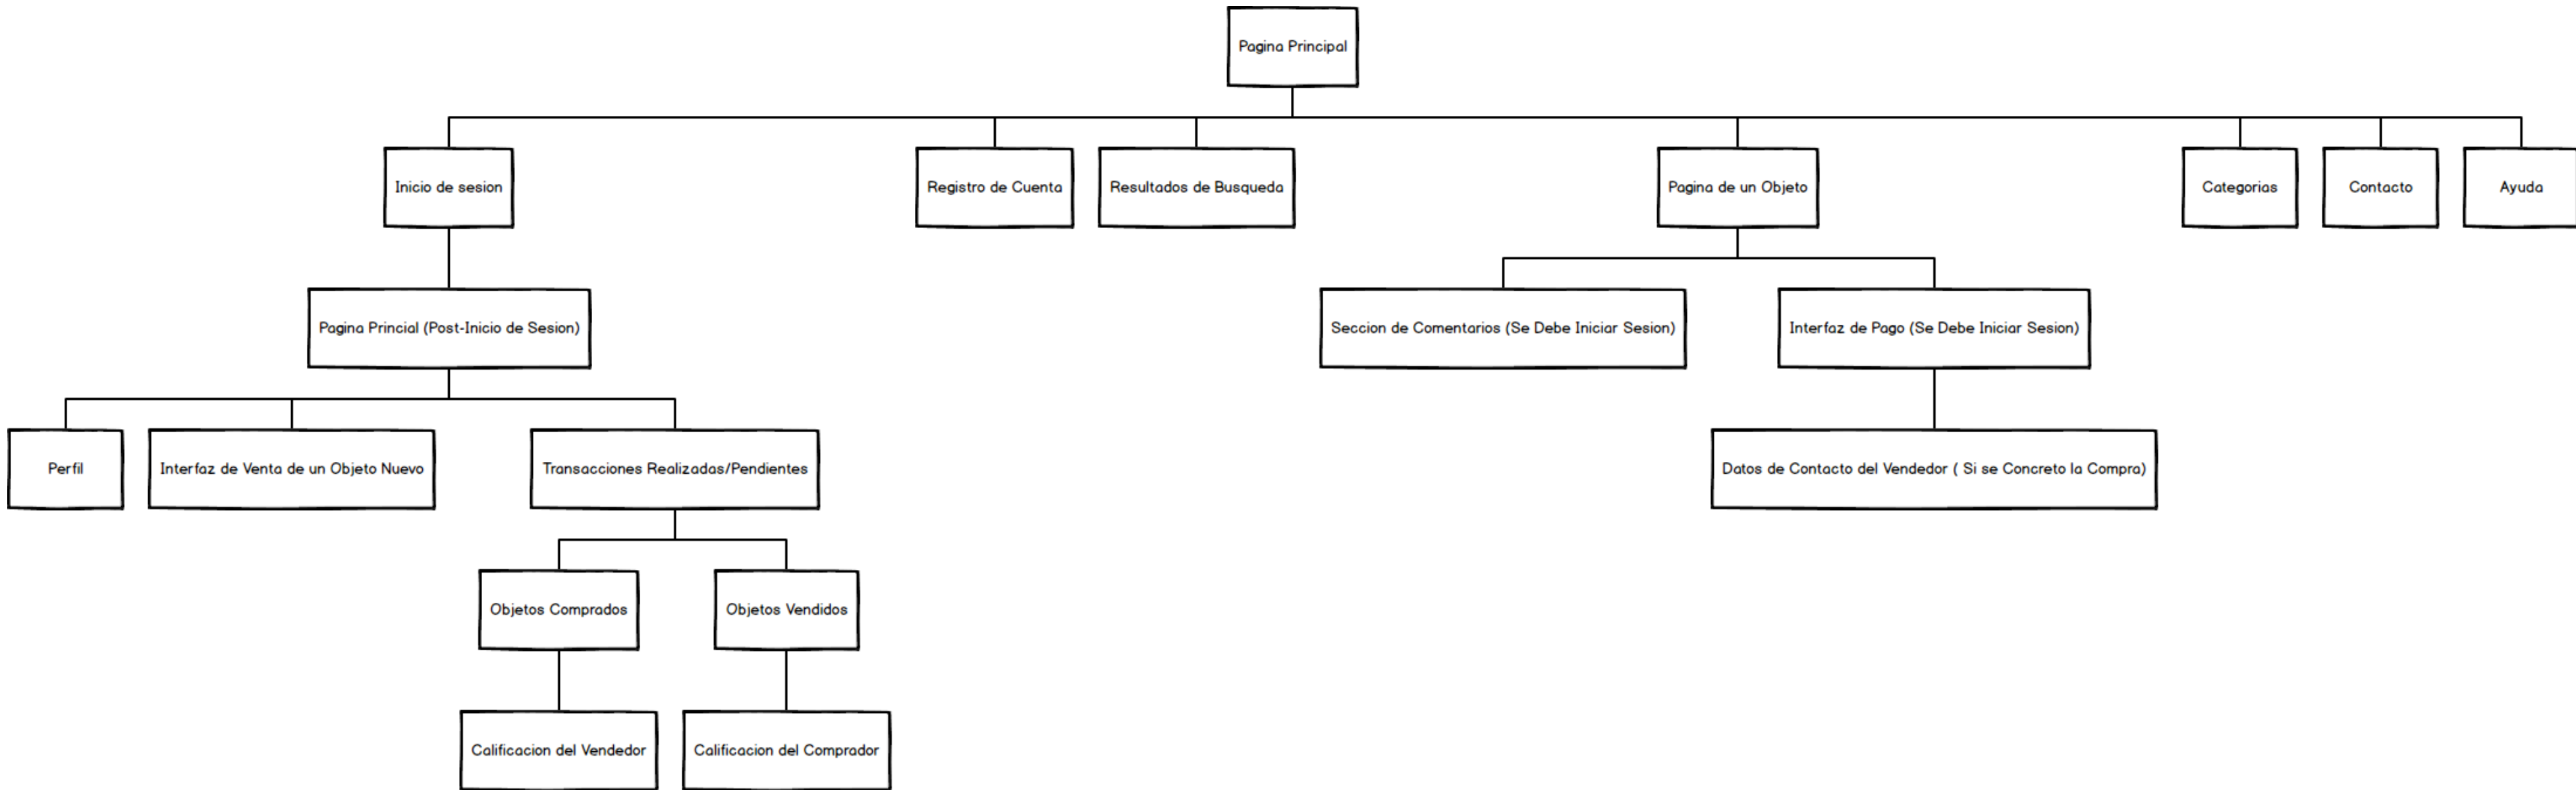 Pagina Principal
Inicio de sesion
Registro de Cuenta
Resultados de Busqueda
Pagina de un Objeto
Categorias
Contacto
Ayuda
Pagina Princial (Post-Inicio de Sesion)
Seccion de Comentarios (Se Debe Iniciar Sesion)
Interfaz de Pago (Se Debe Iniciar Sesion)
Perfil
Interfaz de Venta de un Objeto Nuevo
Transacciones Realizadas/Pendientes
Datos de Contacto del Vendedor ( Si se Concreto la Compra)
Objetos Comprados
Objetos Vendidos
Calificacion del Vendedor
Calificacion del Comprador